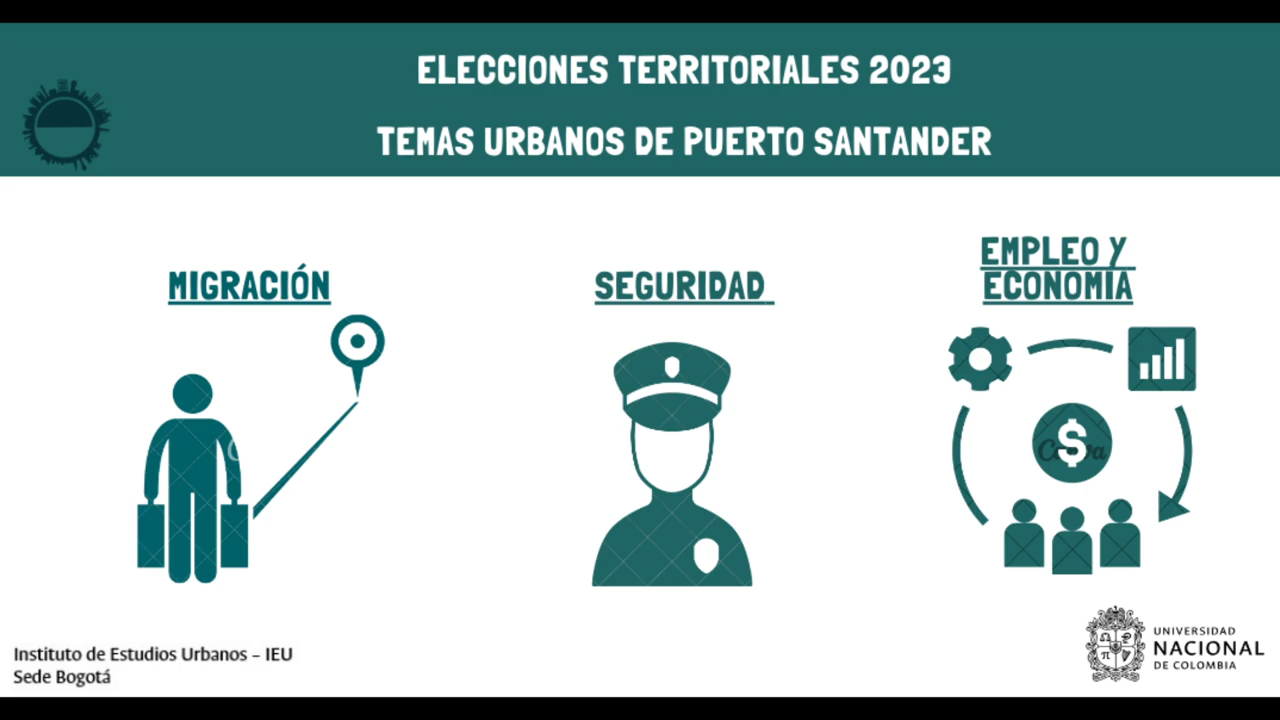 ELECCIONES TERRITORIALES 2023
TEMAS URBANOS DE PUERTO SANTANDER
MIGRACIÓN
SEGURIDAD
EMPLEO Y
ECONOMIA
$
Canva
Instituto de Estudios Urbanos – IEU
Sede Bogotá
UNIVERSIDAD
NACIONAL
DE COLOMBIA